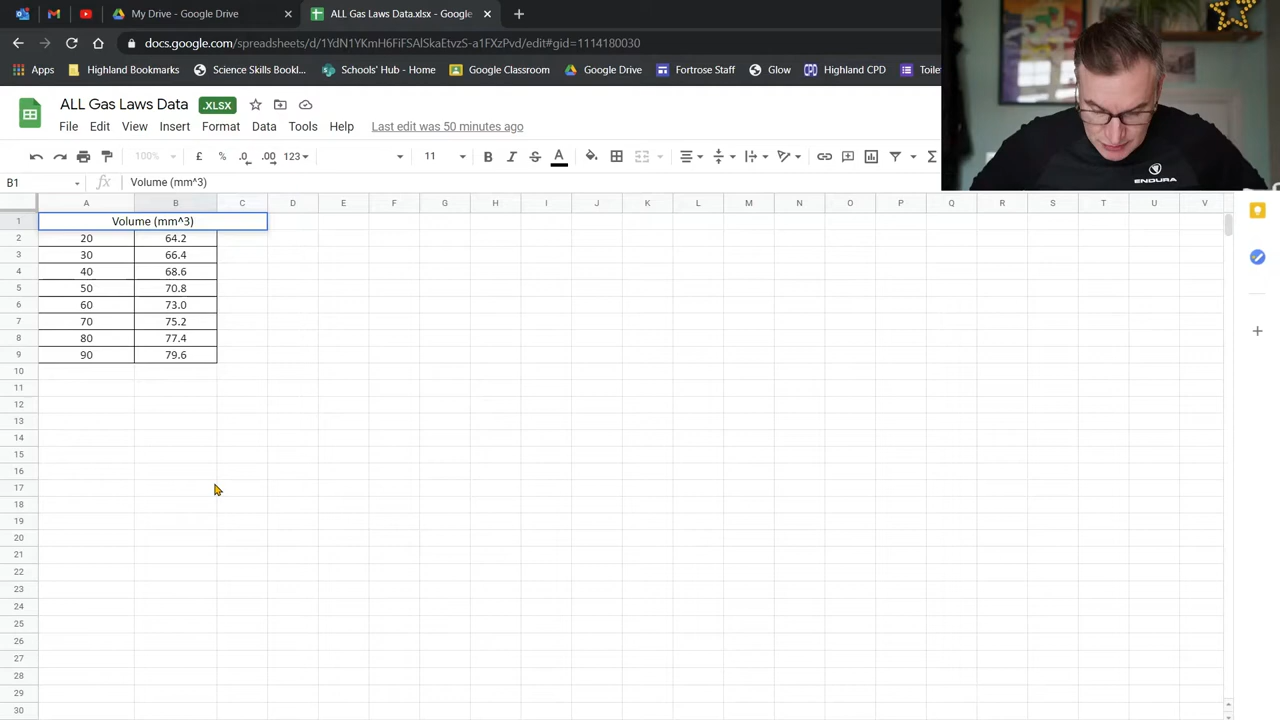 My Drive - Google Drive
ALL Gas Laws Data.xlsx - Google
docs.google.com/spreadsheets/d/1YdN1YKmH6FiFSAlSkaEtvzS-a1FXzPvd/edit#gid=1114180030
Apps Highland Bookmarks Science Skills Bookl... Schools' Hub - Home Google Classroom Google Drive Fortrose Staff Glow Highland CPD Toile
ALL Gas Laws Data .XLSX
File Edit View Insert Format Data Tools Help Last edit was 50 minutes ago
100% £ % .0 .00 123 11 B I S A Σ
B1 fx Volume (mm^3)
A B C D E F G H I J K L M N O P Q R S T U V
1 Volume (mm^3)
2 20 64.2
3 30 66.4
4 40 68.6
5 50 70.8
6 60 73.0
7 70 75.2
8 80 77.4
9 90 79.6
10
11
12
13
14
15
16
17
18
19
20
21
22
23
24
25
26
27
28
29
30
ENDURA